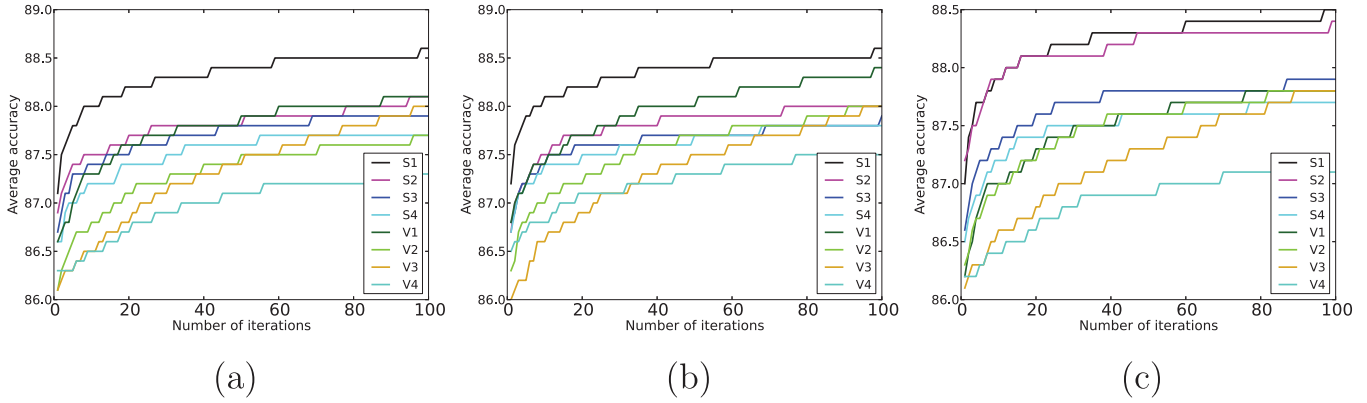 89.0
88.5
88.0
87.5
87.0
86.5
86.0
Average accuracy
0 20 40 60 80 100
Number of iterations
S1
S2
S3
S4
V1
V2
V3
V4
(a)
89.0
88.5
88.0
87.5
87.0
86.5
86.0
Average accuracy
0 20 40 60 80 100
Number of iterations
S1
S2
S3
S4
V1
V2
V3
V4
(b)
88.5
88.0
87.5
87.0
86.5
86.0
Average accuracy
0 20 40 60 80 100
Number of iterations
S1
S2
S3
S4
V1
V2
V3
V4
(c)